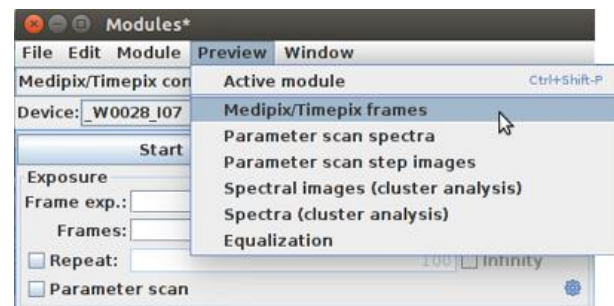 Modules*
File Edit Module Preview Window
Medipix/Timepix con
Active module Ctrl+Shift-P
Device: _W0028_I07
Medipix/Timepix frames
Start
Parameter scan spectra
Parameter scan step images
Exposure
Spectral images (cluster analysis)
Frame exp.:
Spectra (cluster analysis)
Frames:
Equalization
Repeat: 100 Infinity
Parameter scan